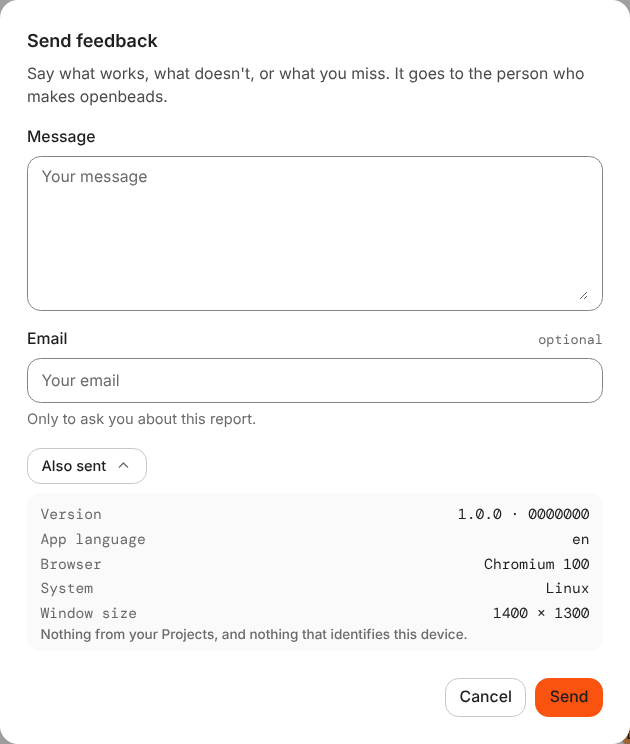 Send feedback
Say what works, what doesn't, or what you miss. It goes to the person who
makes openbeads.
Message
Your message
Email optional
Your email
Only to ask you about this report.
Also sent
Version 1.0.0 · 0000000
App language en
Browser Chromium 100
System Linux
Window size 1400 × 1300
Nothing from your Projects, and nothing that identifies this device.
Cancel Send